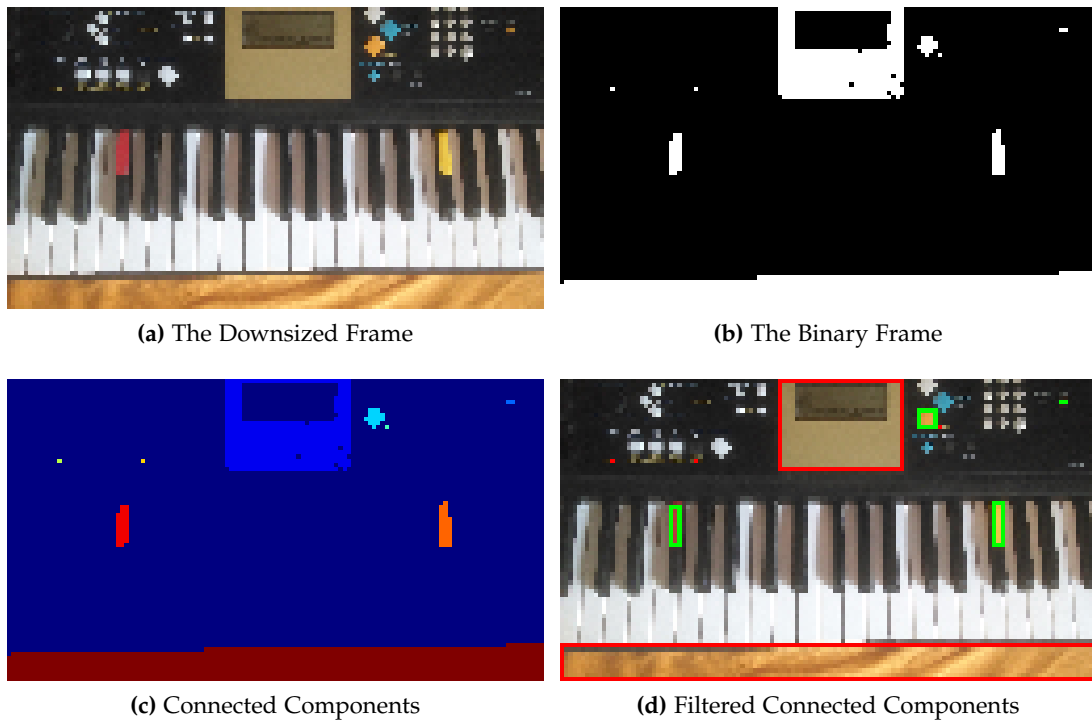 (a) The Downsized Frame
(b) The Binary Frame
(c) Connected Components
(d) Filtered Connected Components